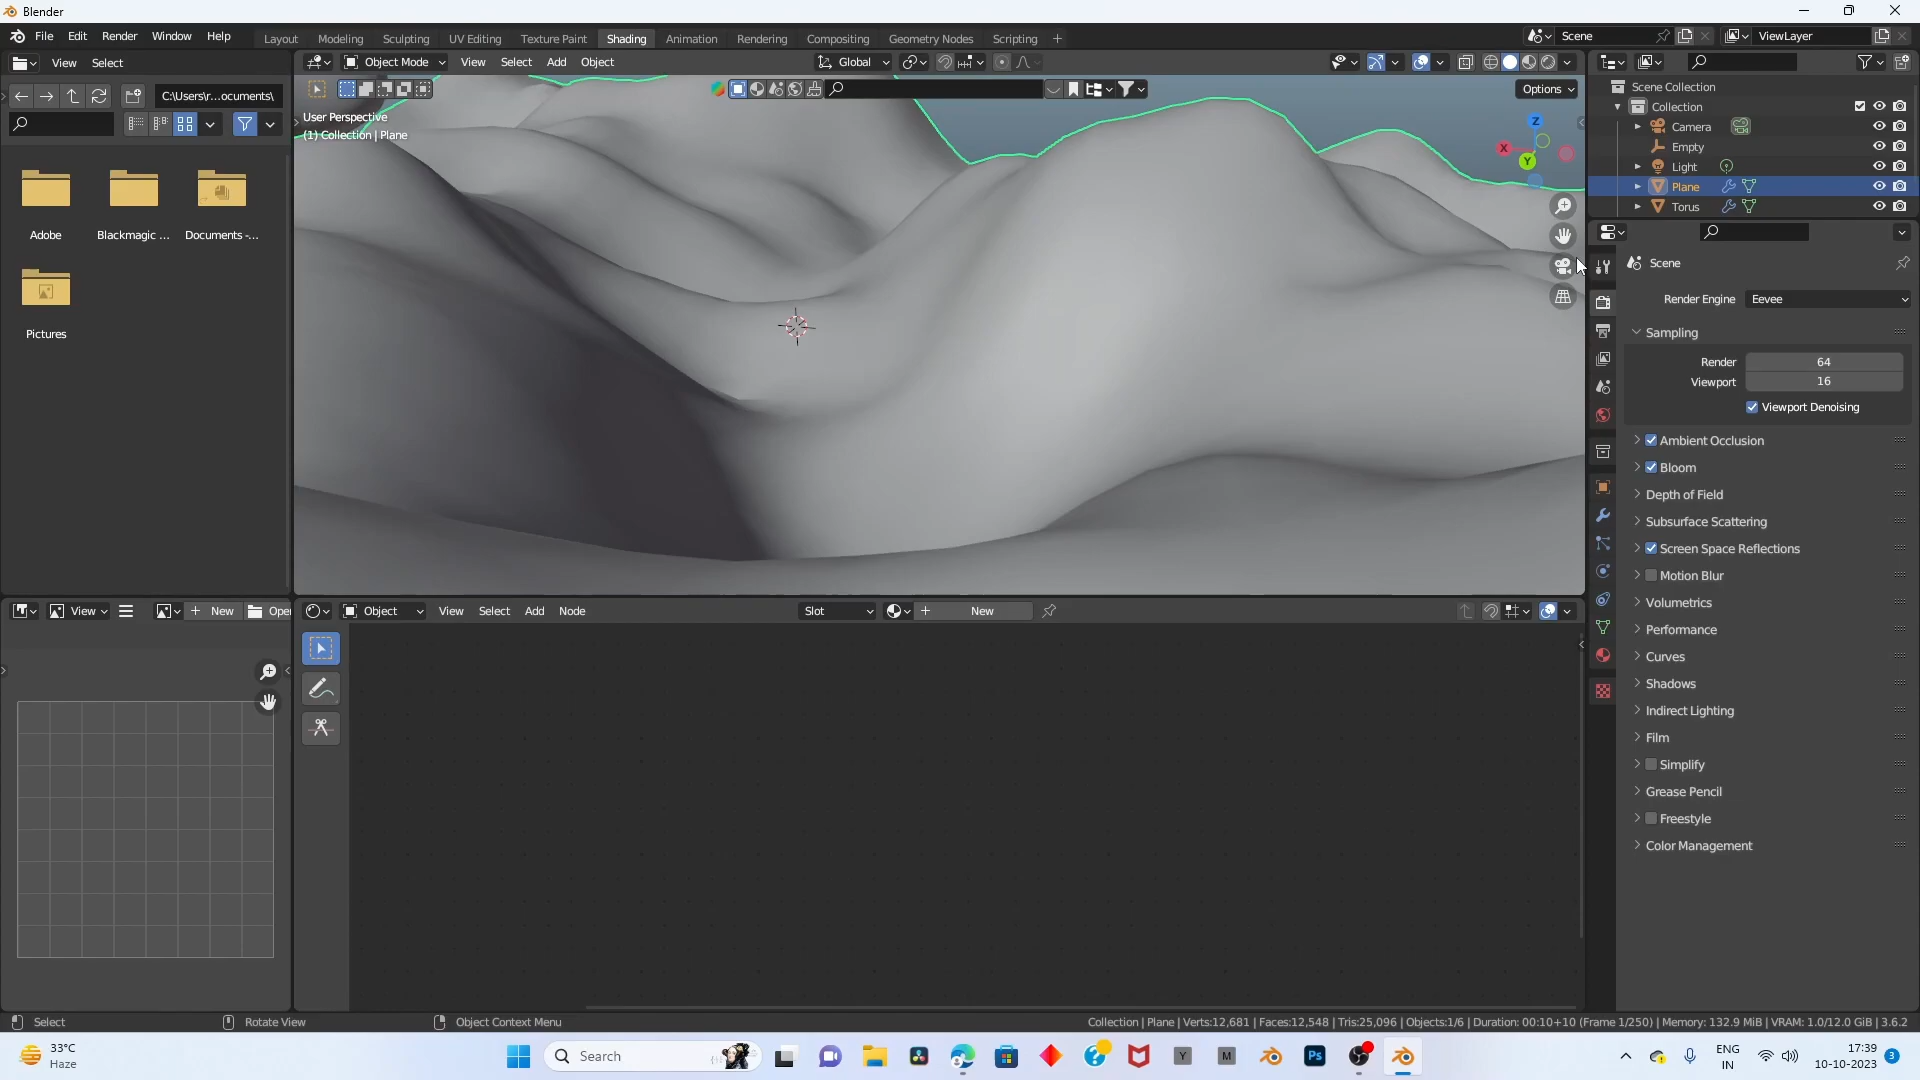 Blender
File Edit Render Window Help
Layout Modeling Sculpting UV Editing Texture Paint Shading Animation Rendering Compositing Geometry Nodes Scripting +
Scene
ViewLayer
View Select
Object Mode View Select Add Object
Global
C:\Users\r...ocuments\
Options
User Perspective
(1) Collection | Plane
Z
X
Y
Adobe
Blackmagic ...
Documents -...
Pictures
Scene Collection
Collection
Camera
Empty
Light
Plane
Torus
Scene
Render Engine Eevee
Sampling
Render 64
Viewport 16
Viewport Denoising
Ambient Occlusion
Bloom
Depth of Field
Subsurface Scattering
Screen Space Reflections
Motion Blur
Volumetrics
Performance
Curves
Shadows
Indirect Lighting
Film
Simplify
Grease Pencil
Freestyle
Color Management
View
New
Ope
Object View Select Add Node
Slot
New
Select
Rotate View
Object Context Menu
Collection | Plane | Verts:12,681 | Faces:12,548 | Tris:25,096 | Objects:1/6 | Duration: 00:10+10 (Frame 1/250) | Memory: 132.9 MiB | VRAM: 1.0/12.0 GiB | 3.6.2
33°C
Haze
Search
Y
M
Ps
ENG
IN
17:39
10-10-2023
3